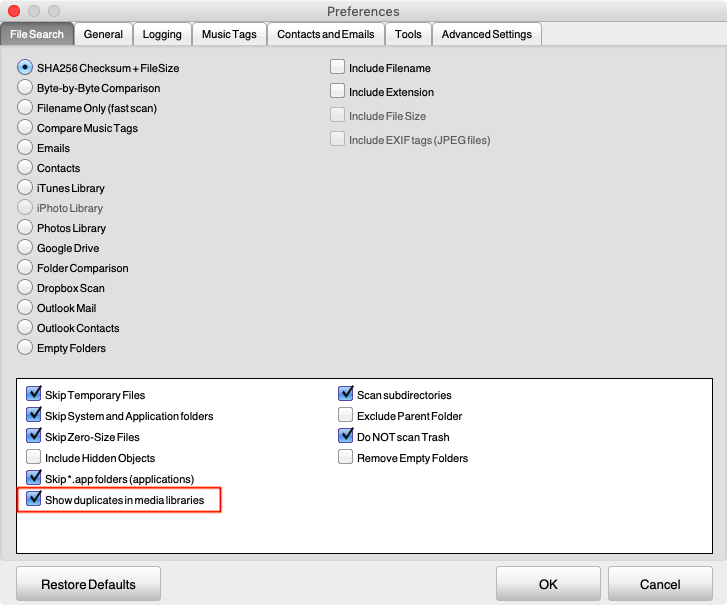 Preferences
File Search General Logging Music Tags Contacts and Emails Tools Advanced Settings
SHA256 Checksum + FileSize
Byte-by-Byte Comparison
Filename Only (fast scan)
Compare Music Tags
Emails
Contacts
iTunes Library
iPhoto Library
Photos Library
Google Drive
Folder Comparison
Dropbox Scan
Outlook Mail
Outlook Contacts
Empty Folders
Include Filename
Include Extension
Include File Size
Include EXIF tags (JPEG files)
Skip Temporary Files
Skip System and Application folders
Skip Zero-Size Files
Include Hidden Objects
Skip *.app folders (applications)
Show duplicates in media libraries
Scan subdirectories
Exclude Parent Folder
Do NOT scan Trash
Remove Empty Folders
Restore Defaults OK Cancel